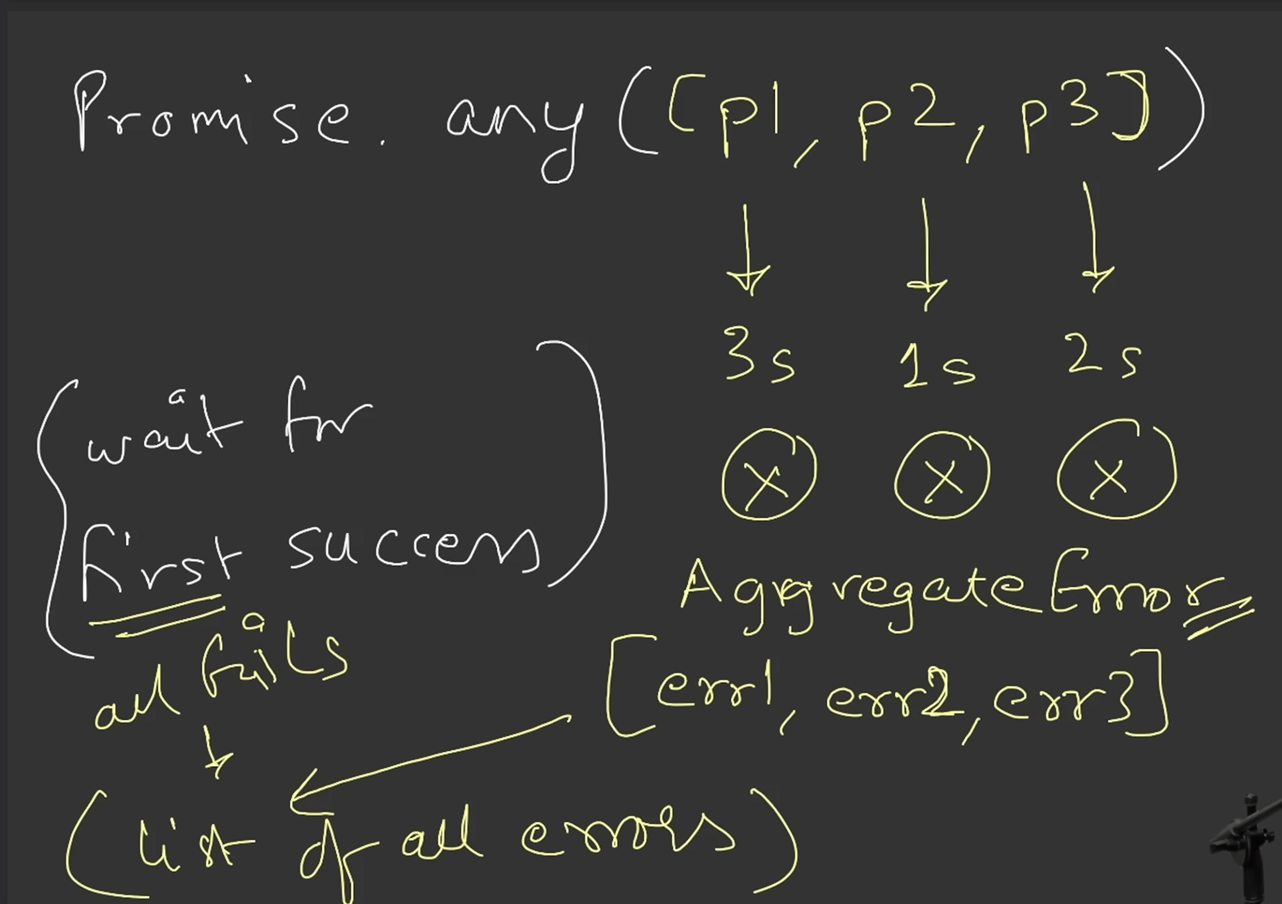 Promise. any ([p1, p2, p3])
3s 1s 2s
X X X
(wait for
first success)
AggregateError
[err1, err2, err3]
all fails
(list of all errors)